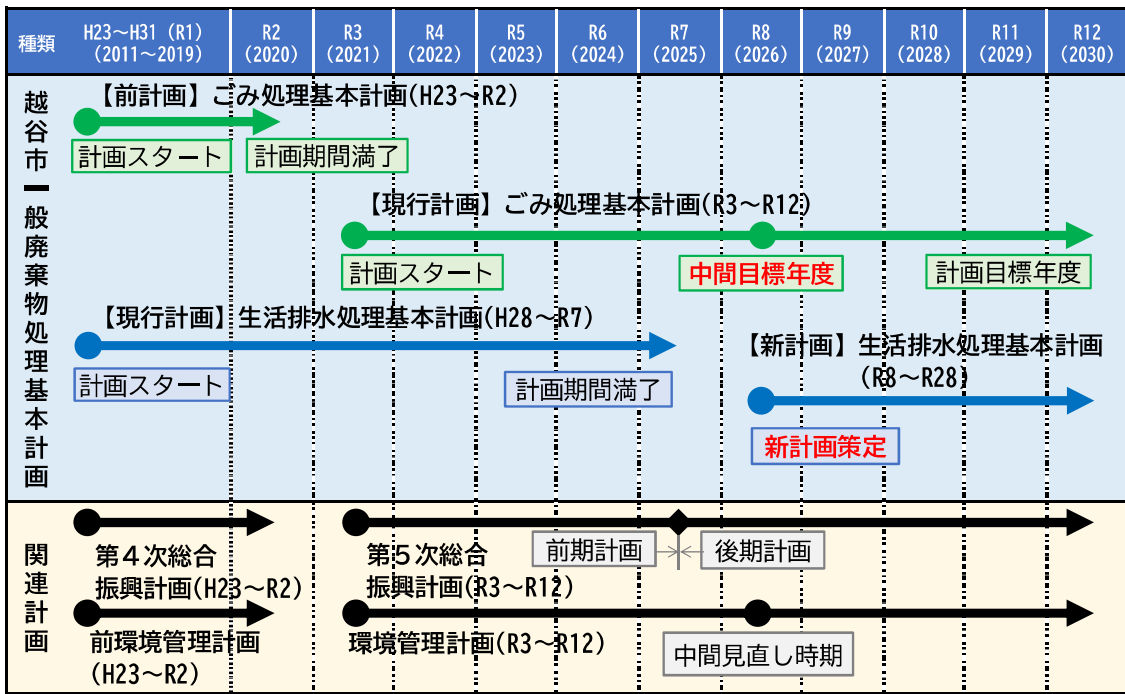 種類
H23～H31 (R1)
(2011～2019)
R2
(2020)
R3
(2021)
R4
(2022)
R5
(2023)
R6
(2024)
R7
(2025)
R8
(2026)
R9
(2027)
R10
(2028)
R11
(2029)
R12
(2030)
越谷市一般廃棄物処理基本計画
【前計画】ごみ処理基本計画(H23～R2)
計画スタート
計画期間満了
【現行計画】ごみ処理基本計画(R3～R12)
計画スタート
中間目標年度
計画目標年度
【現行計画】生活排水処理基本計画(H28～R7)
計画スタート
計画期間満了
【新計画】生活排水処理基本計画
(R8～R28)
新計画策定
関連計画
第４次総合
振興計画(H23～R2)
第５次総合
振興計画(R3～R12)
前期計画
後期計画
前環境管理計画
(H23～R2)
環境管理計画(R3～R12)
中間見直し時期